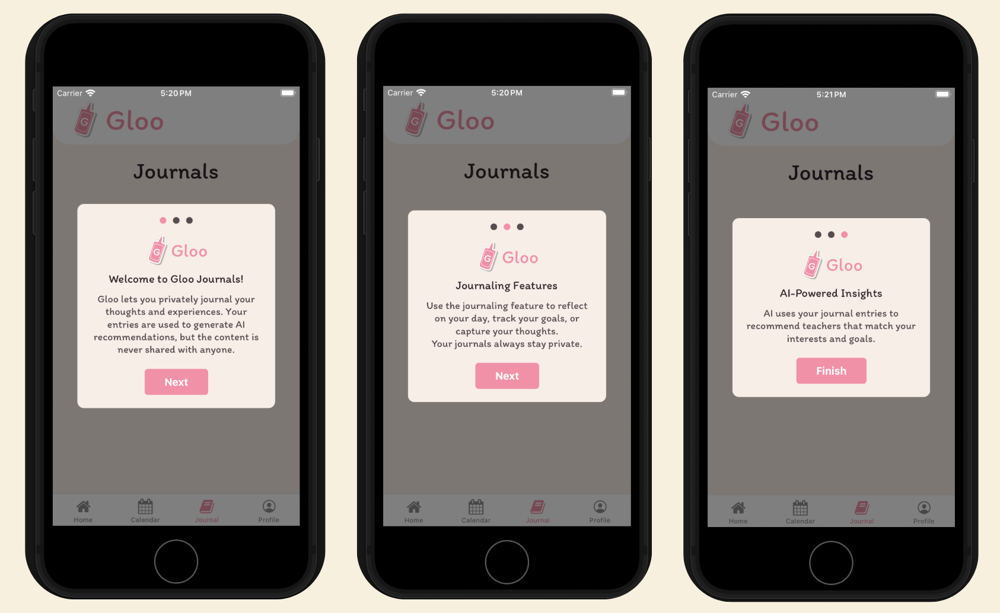 Carrier 5:20 PM
G Gloo
Journals
G Gloo
Welcome to Gloo Journals!
Gloo lets you privately journal your
thoughts and experiences. Your
entries are used to generate AI
recommendations, but the content is
never shared with anyone.
Next
Home Calendar Journal Profile
Carrier 5:20 PM
G Gloo
Journals
G Gloo
Journaling Features
Use the journaling feature to reflect
on your day, track your goals, or
capture your thoughts.
Your journals always stay private.
Next
Home Calendar Journal Profile
Carrier 5:21 PM
G Gloo
Journals
G Gloo
AI-Powered Insights
AI uses your journal entries to
recommend teachers that match your
interests and goals.
Finish
Home Calendar Journal Profile